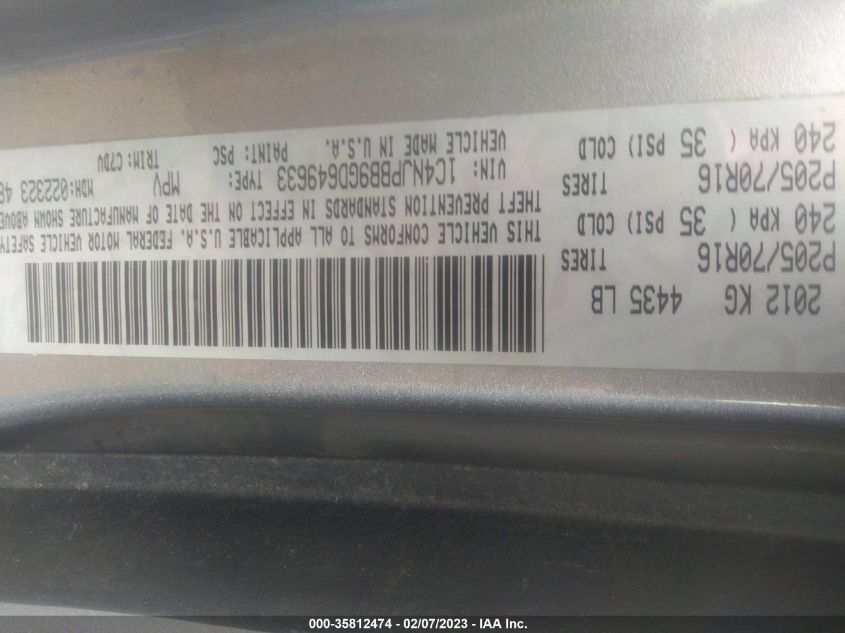 2012 KG 4435 LB
P205/70R16 TIRES
240 KPA ( 35 PSI) COLD
P205/70R16 TIRES
240 KPA ( 35 PSI) COLD
THIS VEHICLE CONFORMS TO ALL APPLICABLE U.S.A. FEDERAL MOTOR VEHICLE SAFETY
THEFT PREVENTION STANDARDS IN EFFECT ON THE DATE OF MANUFACTURE SHOWN ABOVE
VIN: 1C4NJPBB9CD649633 TYPE: MPV MDH:022323 48
VEHICLE MADE IN U.S.A. PAINT: PSC TRIM: C7DV
000-35812474 — 02/07/2023 — IAA Inc.